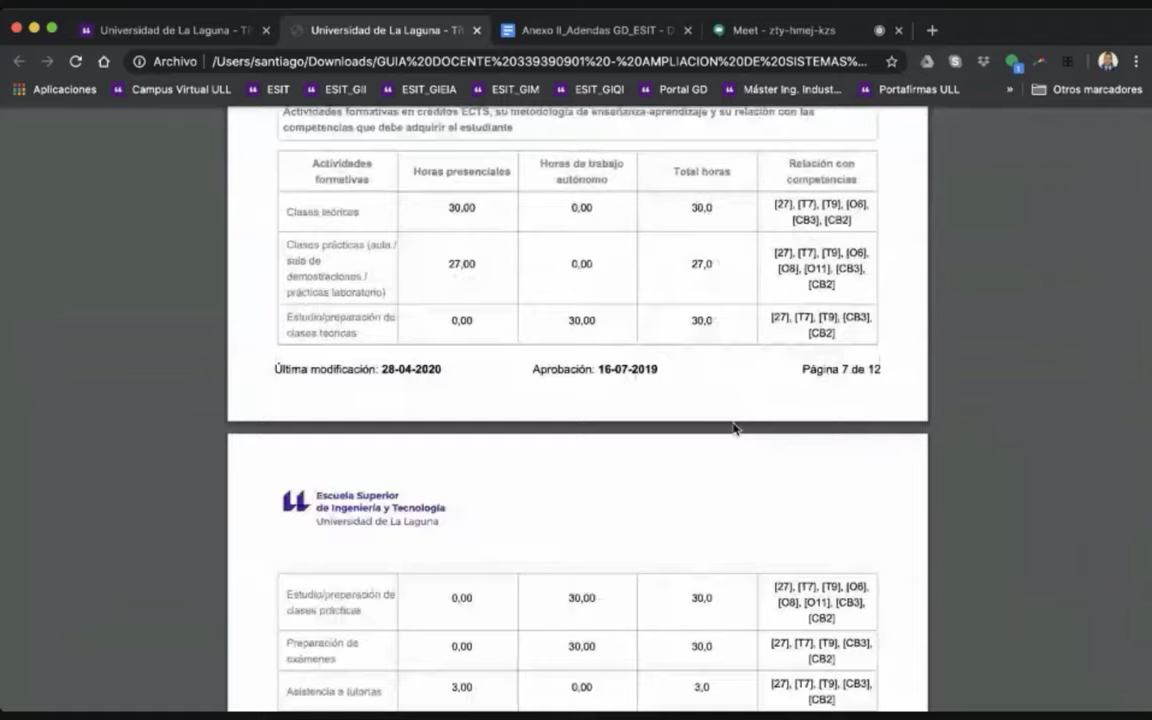 Universidad de La Laguna - Tf
Universidad de La Laguna - Tf
Anexo II_Adendas GD_ESIT - D
Meet - zty-hmej-kzs
Archivo
/Users/santiago/Downloads/GUIA%20DOCENTE%20339390901%20-%20AMPLIACION%20DE%20SISTEMAS%...
Aplicaciones
Campus Virtual ULL
ESIT
ESIT_GII
ESIT_GIEIA
ESIT_GIM
ESIT_GIQI
Portal GD
Máster Ing. Indust...
Portafirmas ULL
»
Otros marcadores
Actividades formativas en créditos ECTS, su metodología de enseñanza-aprendizaje y su relación con las
competencias que debe adquirir el estudiante
Actividades
formativas
Horas presenciales
Horas de trabajo
autónomo
Total horas
Relación con
competencias
Clases teóricas
30,00
0,00
30,0
[27], [T7], [T9], [O6],
[CB3], [CB2]
Clases prácticas (aula /
sala de
demostraciones /
prácticas laboratorio)
27,00
0,00
27,0
[27], [T7], [T9], [O6],
[O8], [O11], [CB3],
[CB2]
Estudio/preparación de
clases teóricas
0,00
30,00
30,0
[27], [T7], [T9], [CB3],
[CB2]
Última modificación: 28-04-2020
Aprobación: 16-07-2019
Página 7 de 12
Escuela Superior
de Ingeniería y Tecnología
Universidad de La Laguna
Estudio/preparación de
clases prácticas
0,00
30,00
30,0
[27], [T7], [T9], [O6],
[O8], [O11], [CB3],
[CB2]
Preparación de
exámenes
0,00
30,00
30,0
[27], [T7], [T9], [CB3],
[CB2]
Asistencia a tutorías
3,00
0,00
3,0
[27], [T7], [T9], [CB3],
[CB2]